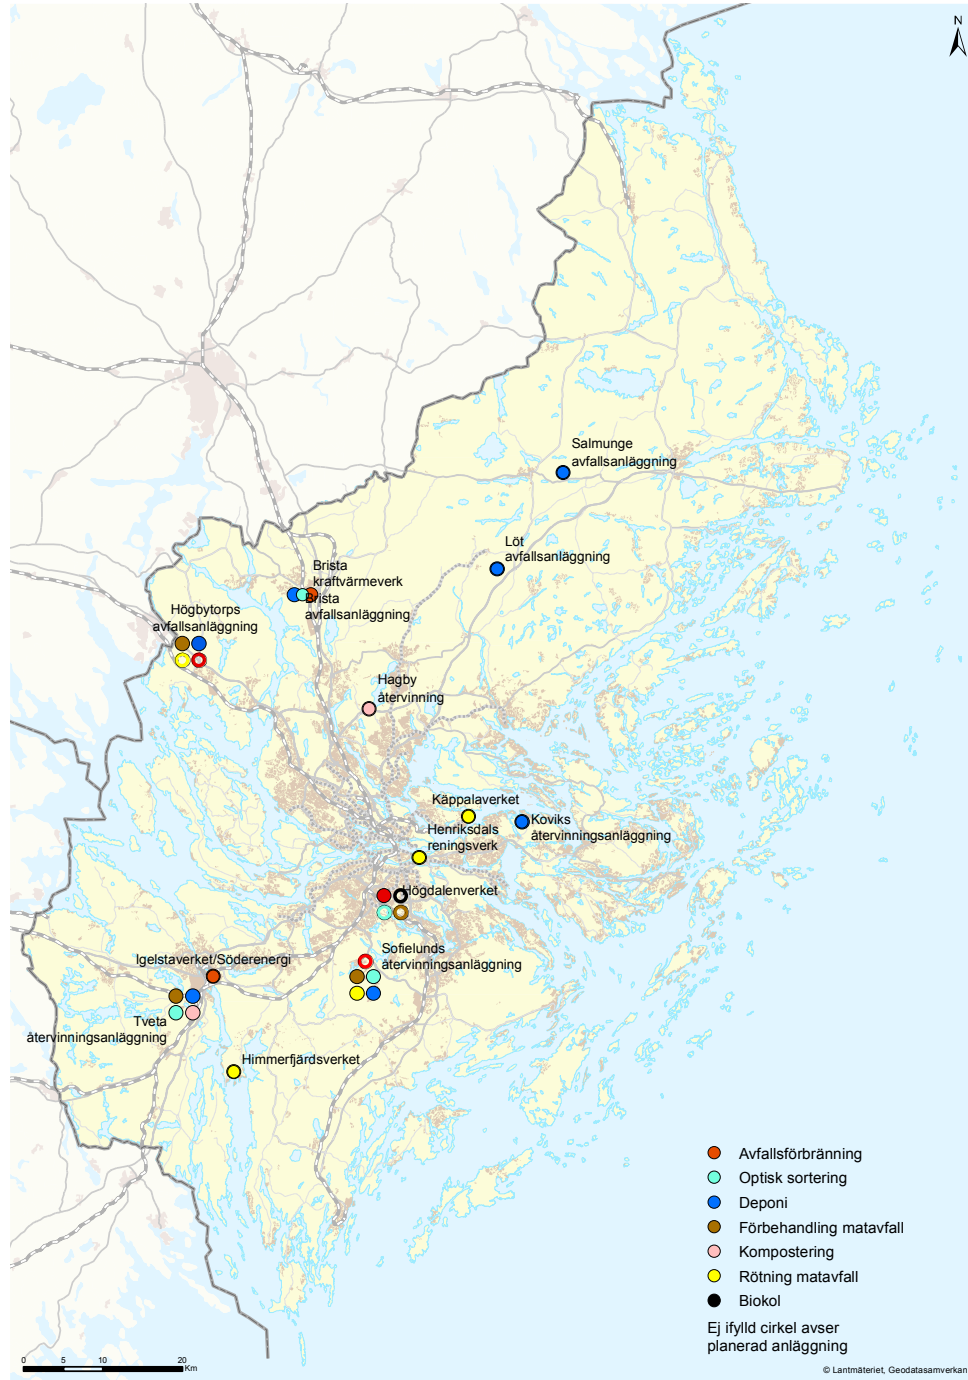 N
Salmunge
avfallsanläggning
Löt
avfallsanläggning
Brista
kraftvärmeverk
Brista
avfallsanläggning
Högbytorps
avfallsanläggning
Hagby
återvinning
Käppalaverket
Koviks
återvinningsanläggning
Henriksdals
reningsverk
Högdalenverket
Sofielunds
återvinningsanläggning
Igelstaverket/Söderenergi
Tveta
återvinningsanläggning
Himmerfjärdsverket
Avfallsförbränning
Optisk sortering
Deponi
Förbehandling matavfall
Kompostering
Rötning matavfall
Biokol
Ej ifylld cirkel avser
planerad anläggning
0 5 10 20
Km
© Lantmäteriet, Geodatasamverkan